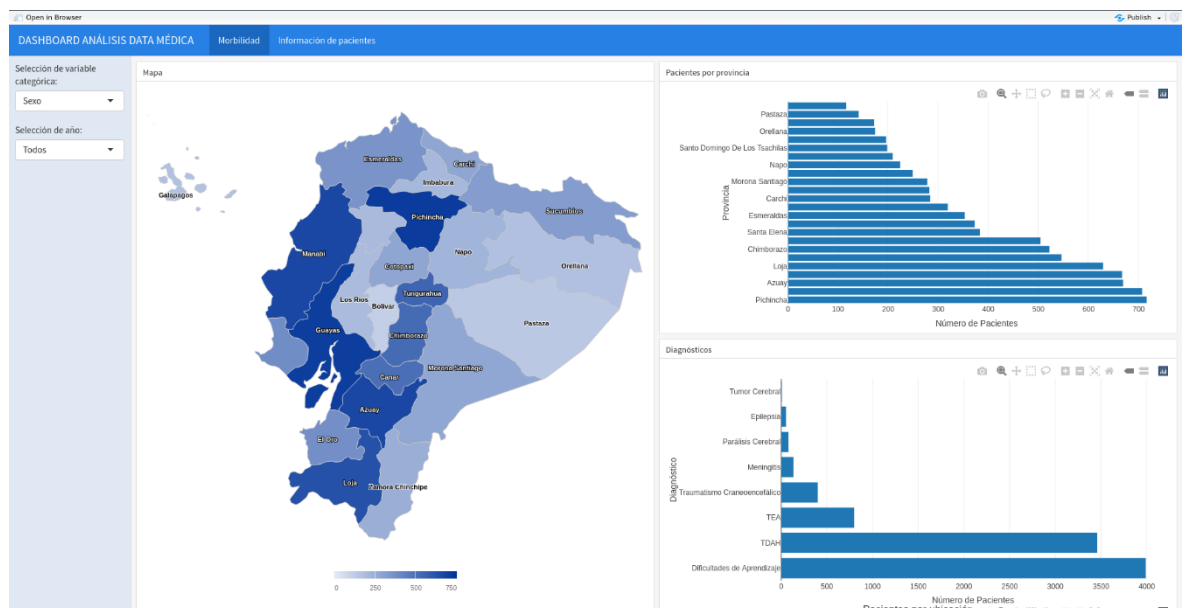 Open in Browser
Publish
DASHBOARD ANÁLISIS DATA MÉDICA
Morbilidad
Información de pacientes
Selección de variable
categórica:
Sexo
Selección de año:
Todos
Mapa
Esmeraldas
Carchi
Imbabura
Galápagos
Sucumbíos
Pichincha
Manabí
Napo
Cotopaxi
Orellana
Tungurahua
Los Ríos
Bolívar
Pastaza
Guayas
Chimborazo
Morona Santiago
Cañar
Azuay
El Oro
Loja
Zamora Chinchipe
0 250 500 750
Pacientes por provincia
Pastaza
Orellana
Santo Domingo De Los Tsachilas
Napo
Morona Santiago
Carchi
Esmeraldas
Santa Elena
Chimborazo
Loja
Azuay
Pichincha
Provincia
0 100 200 300 400 500 600 700
Número de Pacientes
Diagnósticos
Tumor Cerebral
Epilepsia
Parálisis Cerebral
Meningitis
Traumatismo Craneoencefálico
TEA
TDAH
Dificultades de Aprendizaje
Diagnóstico
0 500 1000 1500 2000 2500 3000 3500 4000
Número de Pacientes
Pacientes por ubicación